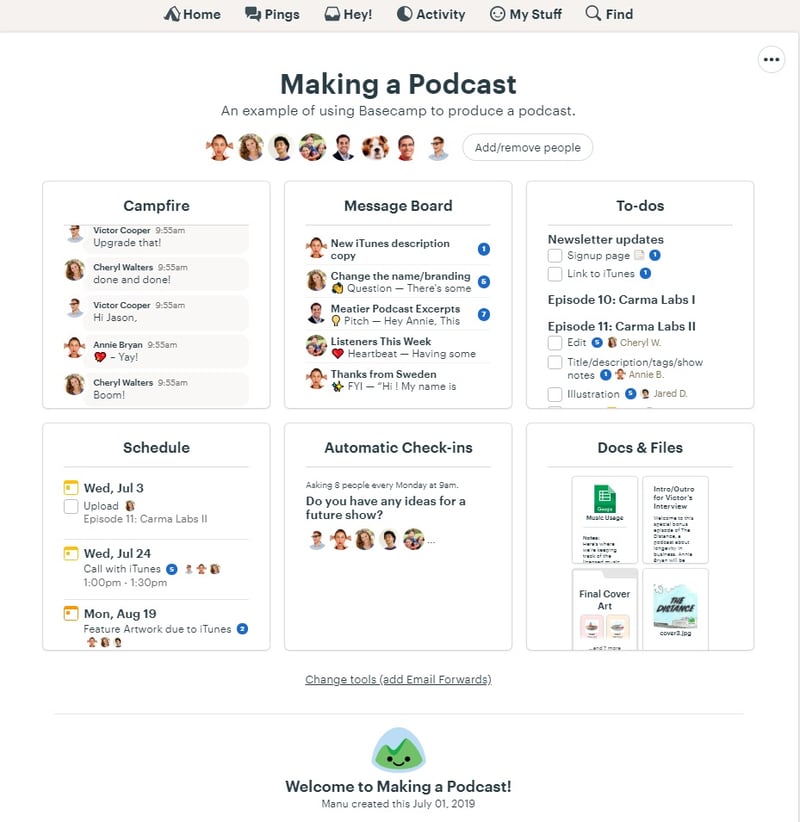 Home Pings Hey! Activity My Stuff Find
Making a Podcast
An example of using Basecamp to produce a podcast.
Add/remove people
Campfire
Victor Cooper 9:55am
Upgrade that!
Cheryl Walters 9:55am
done and done!
Victor Cooper 9:55am
Hi Jason,
Annie Bryan 9:55am
– Yay!
Cheryl Walters 9:55am
Boom!
Message Board
New iTunes description
copy
1
Change the name/branding
Question — There's some
5
Meatier Podcast Excerpts
Pitch — Hey Annie, This
7
Listeners This Week
Heartbeat — Having some
Thanks from Sweden
FYI — "Hi ! My name is
To-dos
Newsletter updates
Signup page 1
Link to iTunes 1
Episode 10: Carma Labs I
Episode 11: Carma Labs II
Edit 5 Cheryl W.
Title/description/tags/show
notes 1 Annie B.
Illustration 5 Jared D.
Schedule
Wed, Jul 3
Upload
Episode 11: Carma Labs II
Wed, Jul 24
Call with iTunes 5
1:00pm - 1:30pm
Mon, Aug 19
Feature Artwork due to iTunes 2
Automatic Check-ins
Asking 8 people every Monday at 9am.
Do you have any ideas for a
future show?
...
Docs & Files
Google
Music Usage
Notes:
Here's where
we're keeping
track of the
licensed music
Intro/Outro
for Victor's
Interview
Welcome to this
special bonus
episode of The
Distance, a
podcast about
longevity in
business. Annie
Bryan will be
Final Cover
Art
...and 7 more
THE
DISTANCE
cover3.jpg
Change tools (add Email Forwards)
Welcome to Making a Podcast!
Manu created this July 01, 2019